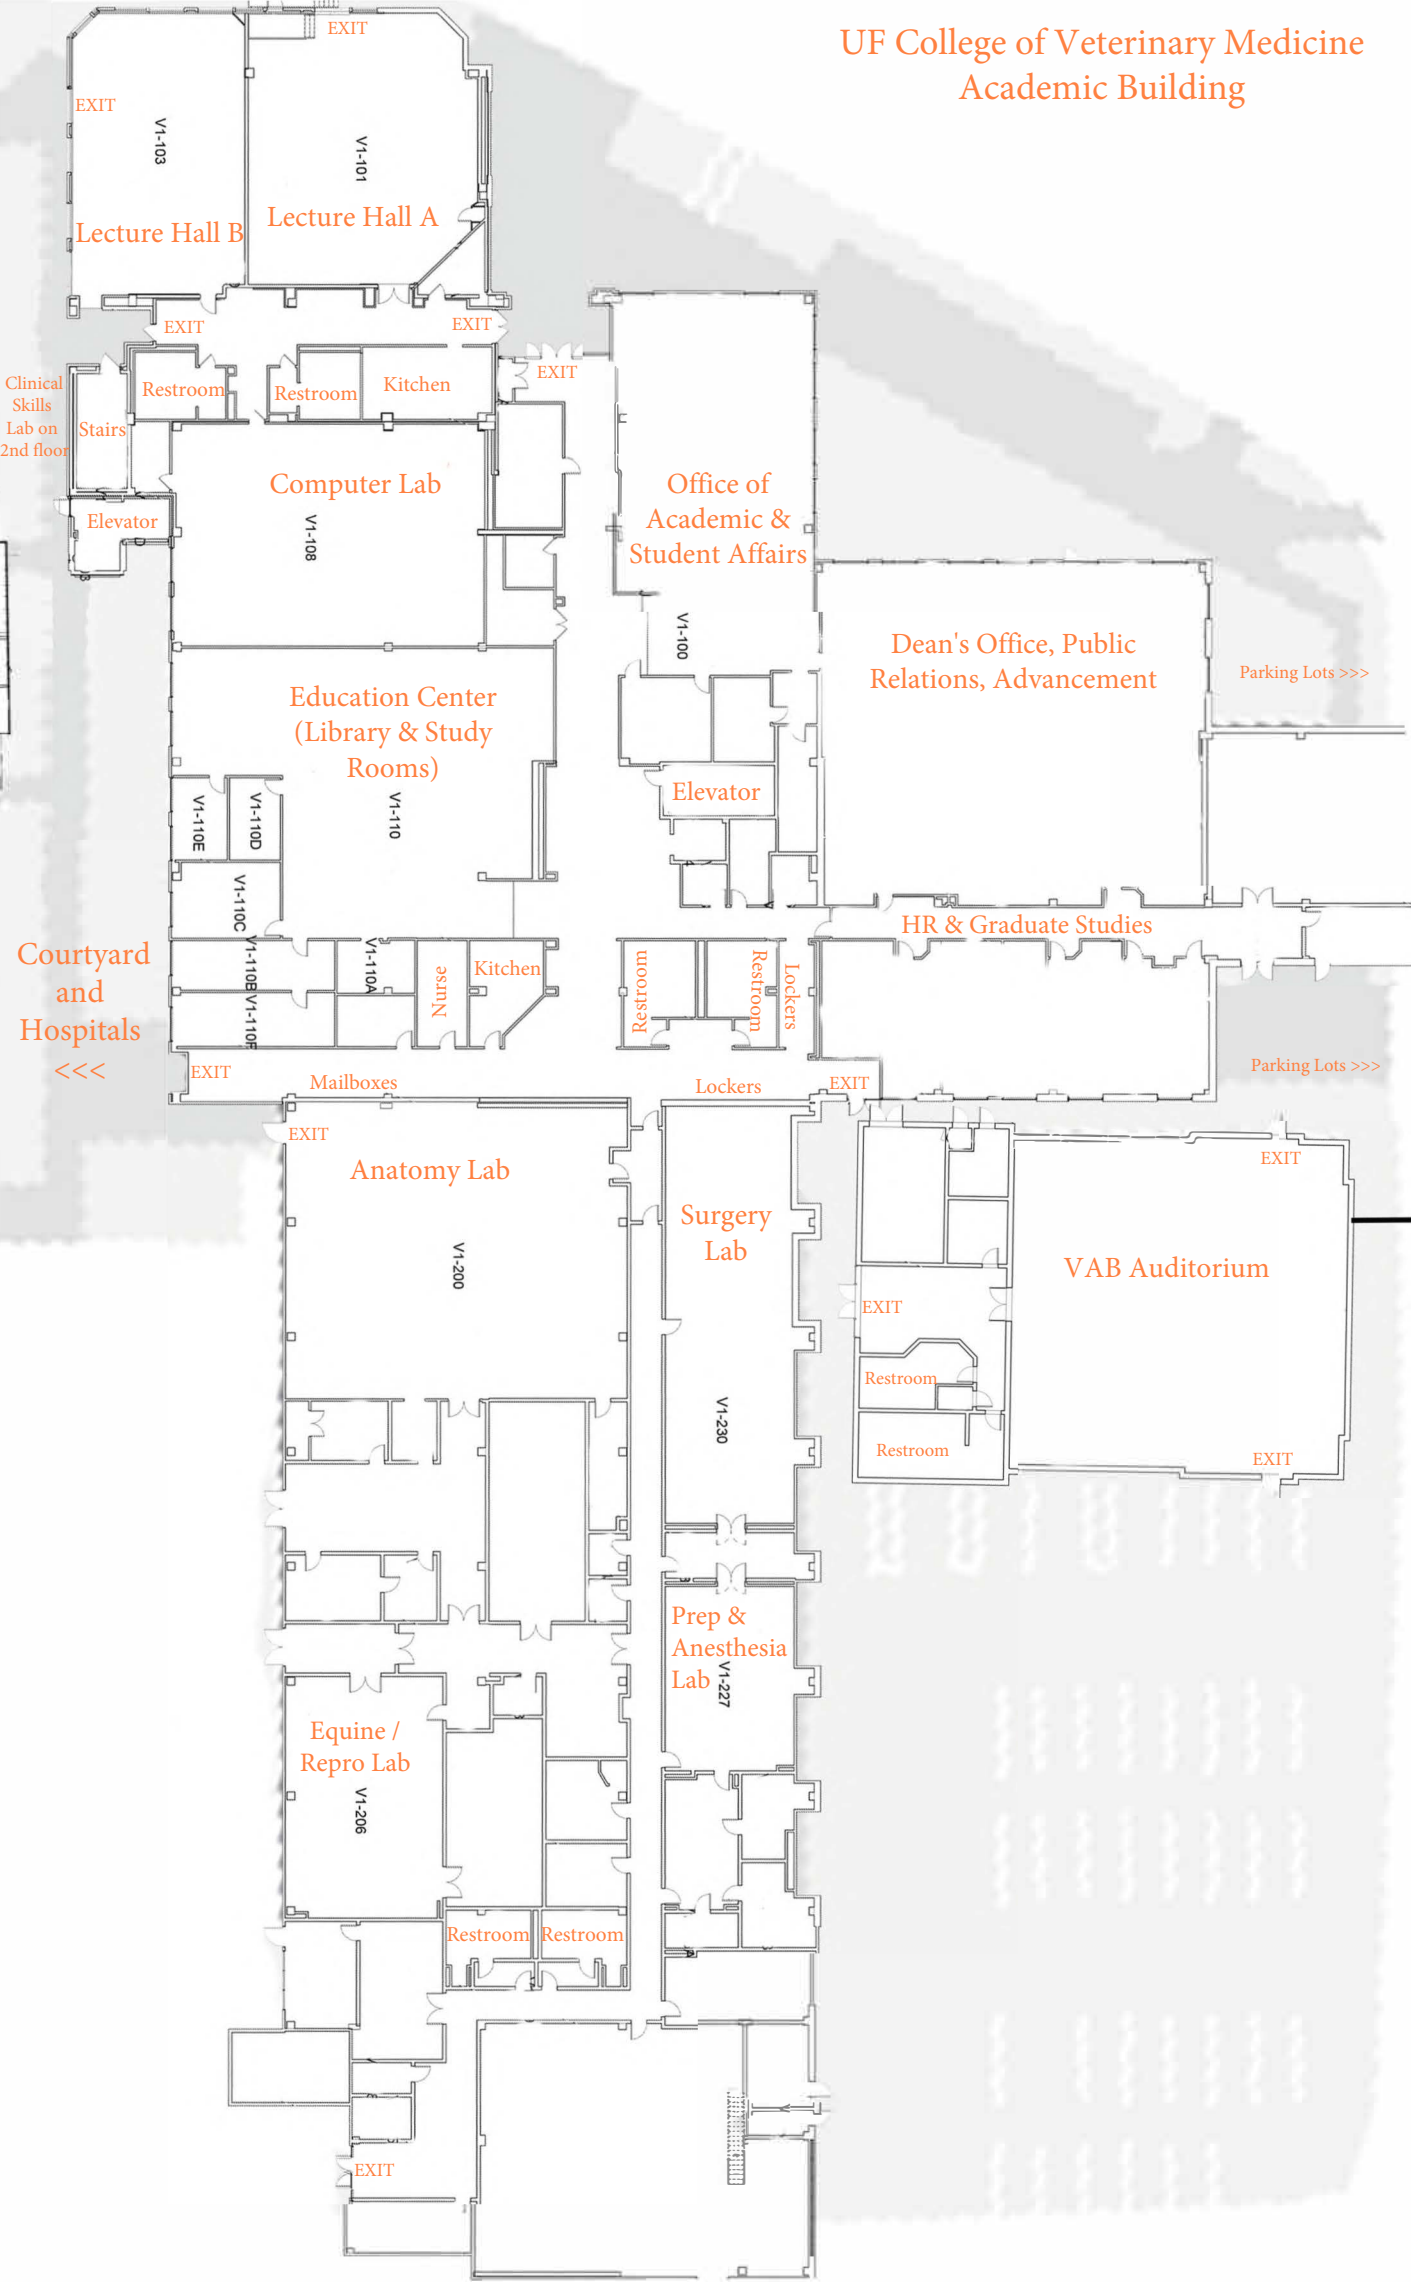 UF College of Veterinary Medicine
Academic Building
EXIT
EXIT
V1-103
V1-101
Lecture Hall B
Lecture Hall A
EXIT
EXIT
EXIT
Clinical
Skills
Lab on
2nd floor
Stairs
Restroom
Restroom
Kitchen
Computer Lab
V1-108
Elevator
Office of
Academic &
Student Affairs
V1-100
Dean's Office, Public
Relations, Advancement
Parking Lots >>>
Education Center
(Library & Study
Rooms)
V1-110
V1-110E
V1-110D
V1-110C
V1-110B
V1-110A
V1-110F
Nurse
Kitchen
Elevator
HR & Graduate Studies
Restroom
Restroom
Lockers
Courtyard
and
Hospitals
<<<
EXIT
Mailboxes
Lockers
EXIT
Parking Lots >>>
EXIT
Anatomy Lab
V1-200
Surgery
Lab
V1-230
EXIT
VAB Auditorium
EXIT
Restroom
Restroom
EXIT
Prep &
Anesthesia
Lab
V1-227
Equine /
Repro Lab
V1-206
Restroom
Restroom
EXIT